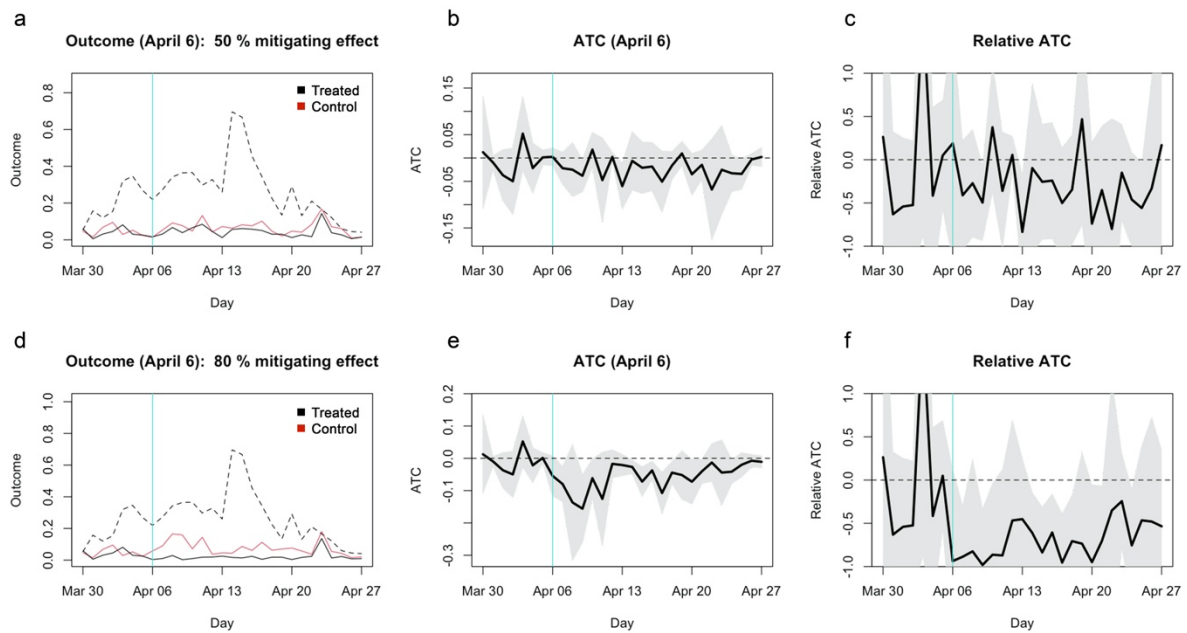 a
Outcome (April 6): 50 % mitigating effect
Outcome
0.8
0.6
0.4
0.2
0.0
Treated
Control
Mar 30 Apr 06 Apr 13 Apr 20 Apr 27
Day
b
ATC (April 6)
ATC
0.15
0.05
-0.05
-0.15
Mar 30 Apr 06 Apr 13 Apr 20 Apr 27
Day
c
Relative ATC
Relative ATC
1.0
0.5
0.0
-0.5
-1.0
Mar 30 Apr 06 Apr 13 Apr 20 Apr 27
Day
d
Outcome (April 6): 80 % mitigating effect
Outcome
1.0
0.8
0.6
0.4
0.2
0.0
Treated
Control
Mar 30 Apr 06 Apr 13 Apr 20 Apr 27
Day
e
ATC (April 6)
ATC
0.2
0.1
0.0
-0.1
-0.3
Mar 30 Apr 06 Apr 13 Apr 20 Apr 27
Day
f
Relative ATC
Relative ATC
1.0
0.5
0.0
-0.5
-1.0
Mar 30 Apr 06 Apr 13 Apr 20 Apr 27
Day